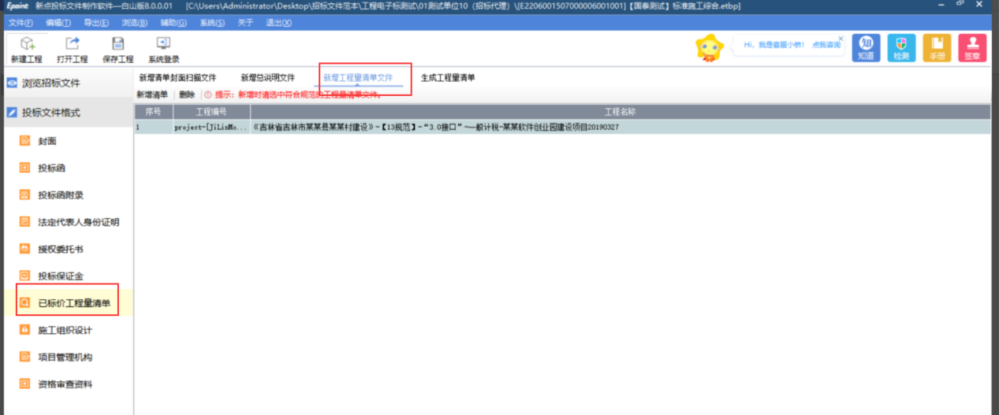 Epoint 新点投标文件制作软件—白山版8.0.0.01 [C:\Users\Administrator\Desktop\招标文件范本\工程电子标测试\01测试单位10（招标代理）\[E2206001507000006001001]【国泰测试】标准施工综合.etbp]
文件(F) 编辑(T) 导出(E) 浏览(B) 辅助(G) 系统(S) 关于 退出(X)
新建工程 打开工程 保存工程 系统登录
Hi，我是客服小桥！ 点我咨询
知道 检测 手册 签章
浏览招标文件
投标文件格式
封面
投标函
投标函附录
法定代表人身份证明
授权委托书
投标保证金
已标价工程量清单
施工组织设计
项目管理机构
资格审查资料
新增清单封面扫描文件 新增总说明文件 新增工程量清单文件 生成工程量清单
新增清单 删除 提示：新增时请选中符合规范的工程量清单文件。
序号 工程编号 工程名称
1 project-[JiLinMo... 《吉林省吉林市某某县某某村建设》-【13规范】-“3.0接口”-一般计税-某某软件创业园建设项目20190327